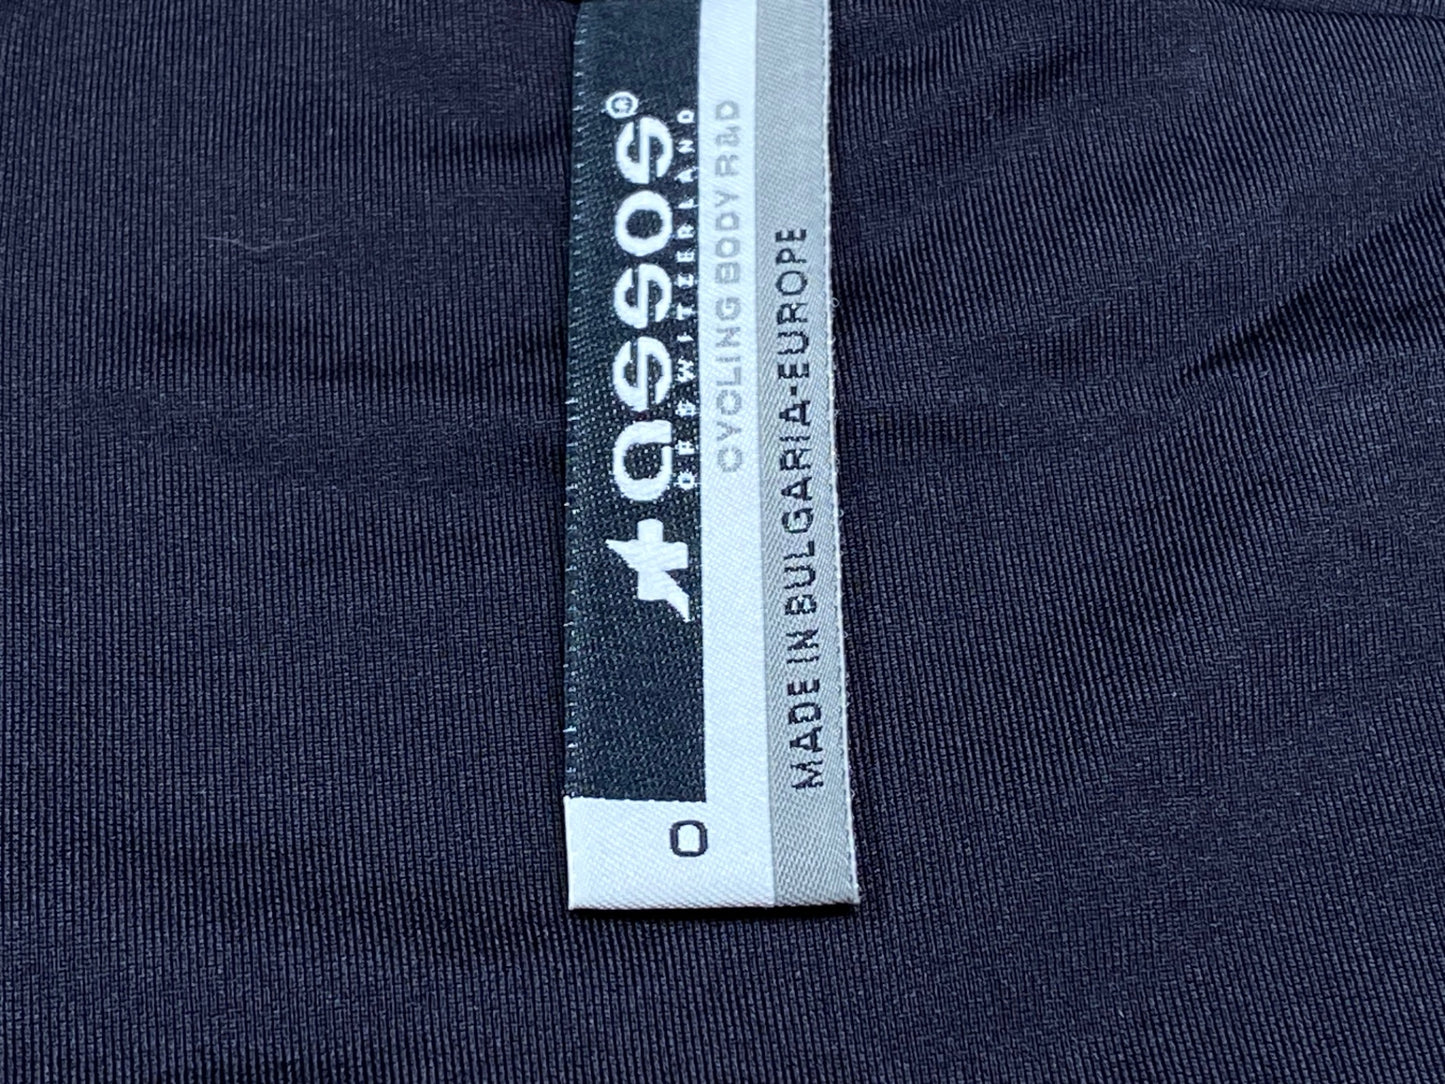 assos®
OF SWITZERLAND
CYCLING BODY R&D
MADE IN BULGARIA-EUROPE
0